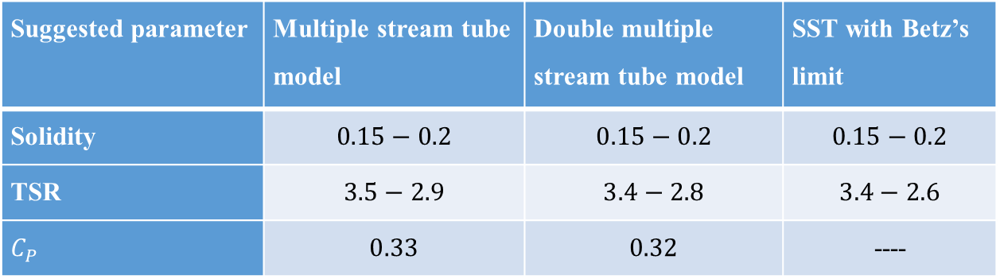 Suggested parameter Multiple stream tube model Double multiple stream tube model SST with Betz's limit
Solidity 0.15 − 0.2 0.15 − 0.2 0.15 − 0.2
TSR 3.5 − 2.9 3.4 − 2.8 3.4 − 2.6
C_P 0.33 0.32 ----